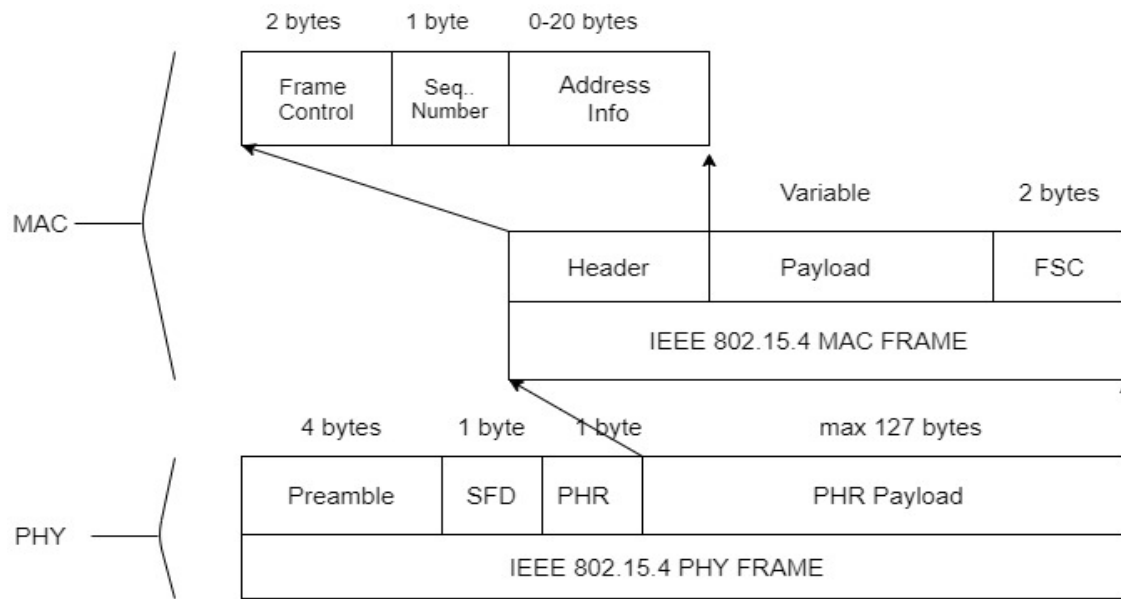 2 bytes
1 byte
0-20 bytes
Frame
Control
Seq..
Number
Address
Info
MAC
Variable
2 bytes
Header
Payload
FSC
IEEE 802.15.4 MAC FRAME
4 bytes
1 byte
1 byte
max 127 bytes
Preamble
SFD
PHR
PHR Payload
PHY
IEEE 802.15.4 PHY FRAME